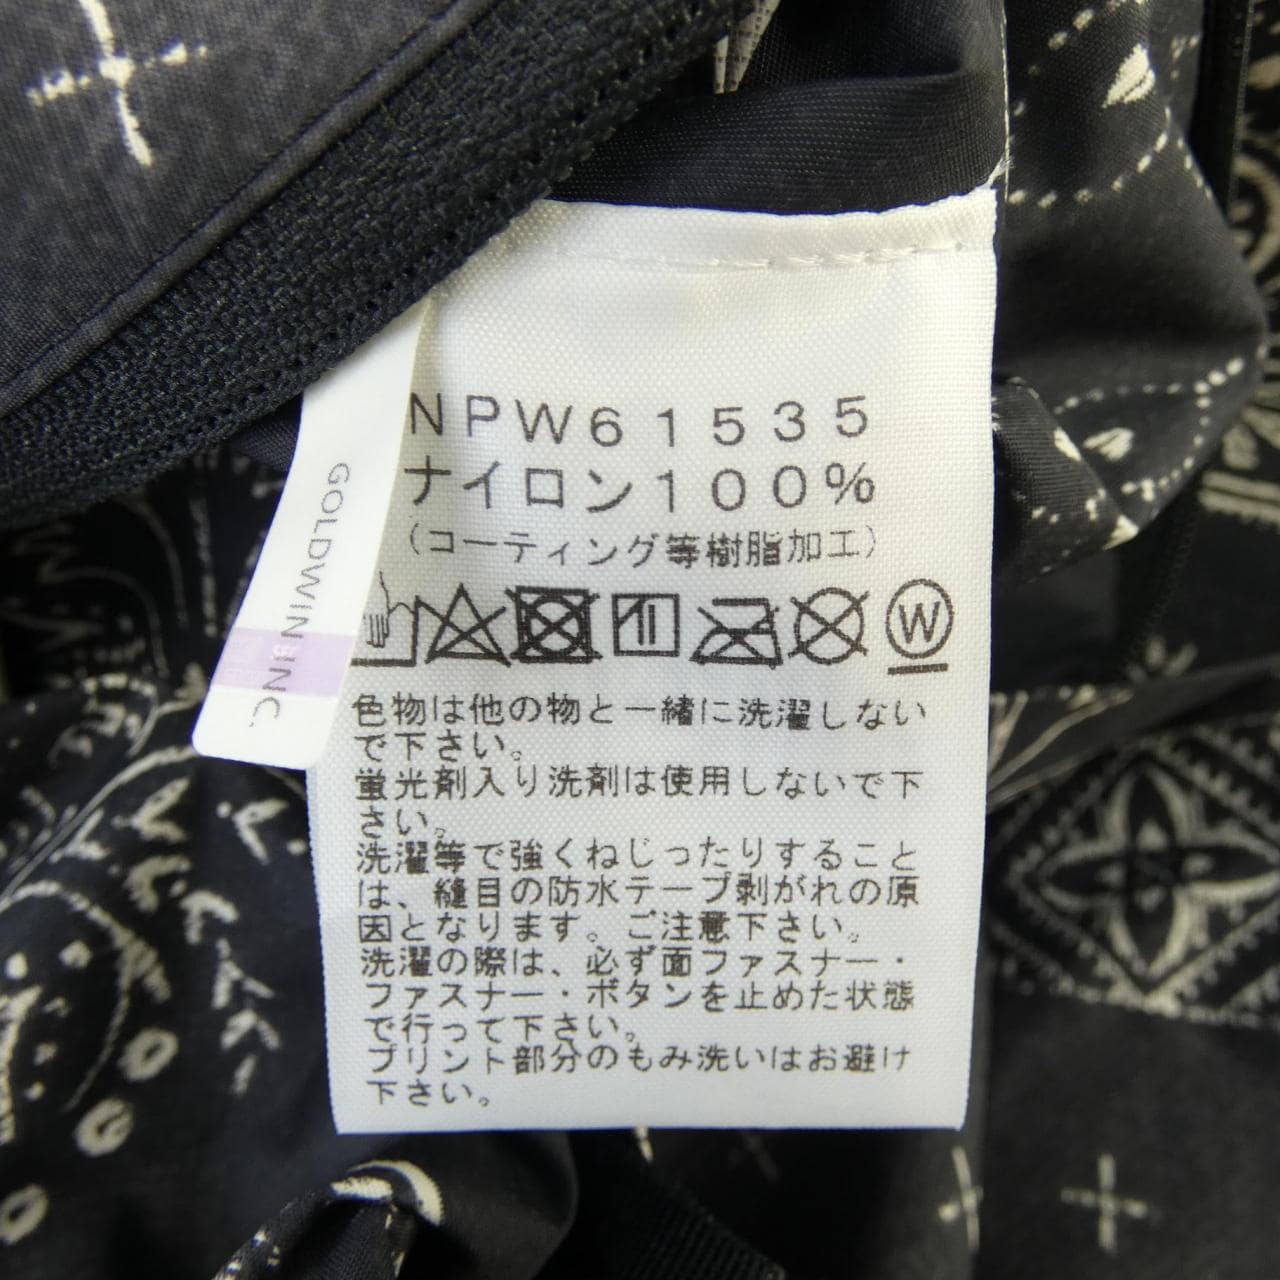 NPW61535
ナイロン100%
(コーティング等樹脂加工)
W
色物は他の物と一緒に洗濯しない
で下さい。
蛍光剤入り洗剤は使用しないで下
さい。
洗濯等で強くねじったりすること
は、縫目の防水テープ剥がれの原
因となります。ご注意下さい。
洗濯の際は、必ず面ファスナー・
ファスナー・ボタンを止めた状態
で行って下さい。
プリント部分のもみ洗いはお避け
下さい。
GOLDWIN INC.